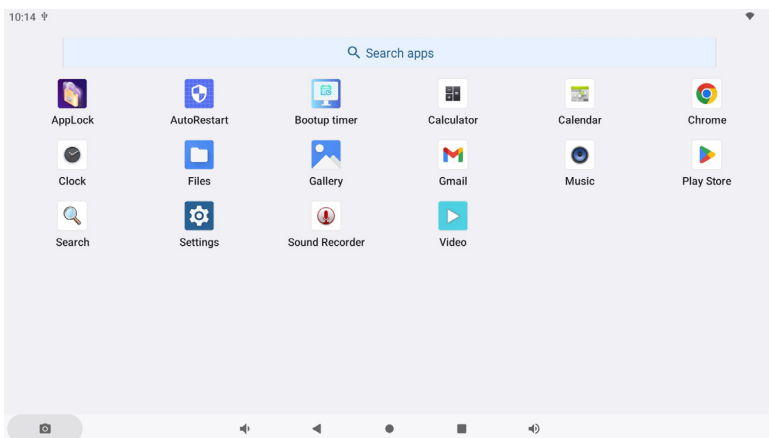 10:14
Search apps
AppLock AutoRestart Bootup timer Calculator Calendar Chrome
Clock Files Gallery Gmail Music Play Store
Search Settings Sound Recorder Video